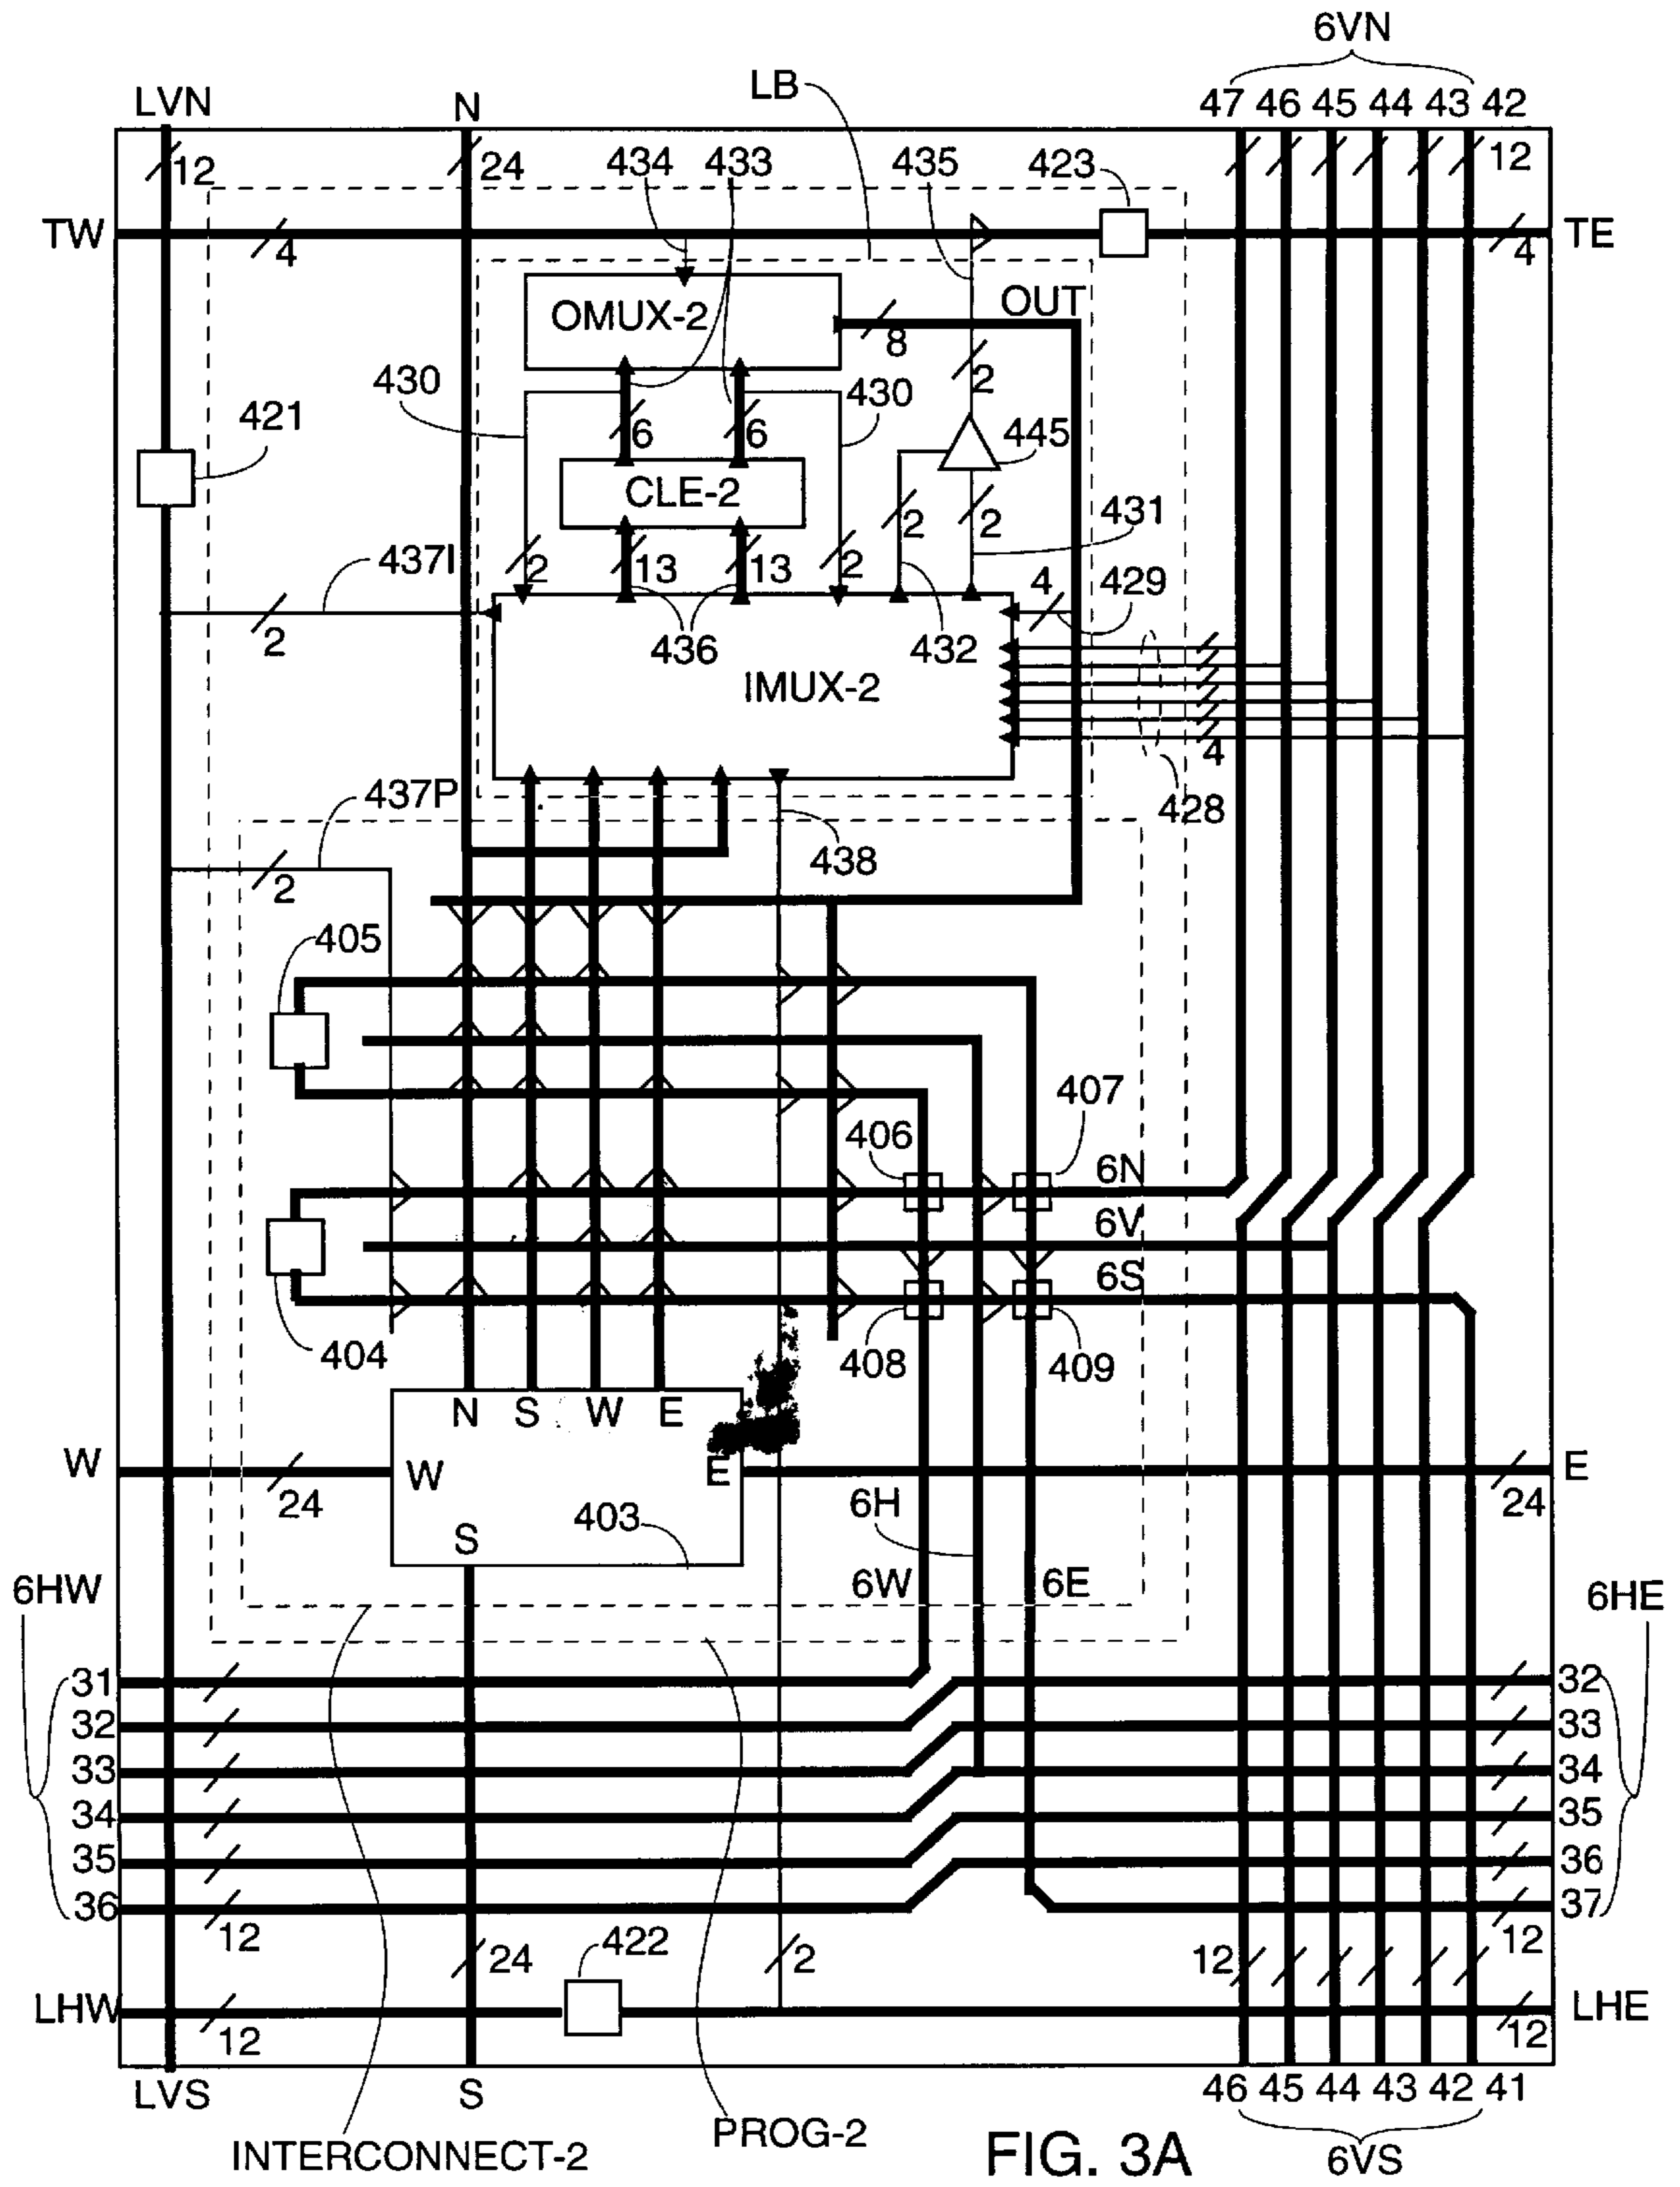 6VN
LB
LVN
N
47 46 45 44 43 42
12
24
434 433 435 423
12
TW
4
TE
4
OMUX-2
OUT
8
2
430
430
421
6
6
445
CLE-2
2
2
431
437I
2
13
13
2
4
429
2
436
432
IMUX-2
4
437P
428
438
2
405
407
406
6N
6V
6S
404
408
409
N S W E
W
W
E
E
24
24
6H
403
S
6HW
6W
6E
6HE
31
32
32
33
33
34
34
35
35
36
36
37
12
12
422
24
2
12
LHW
LHE
12
12
LVS
S
46 45 44 43 42 41
PROG-2
INTERCONNECT-2
FIG. 3A
6VS